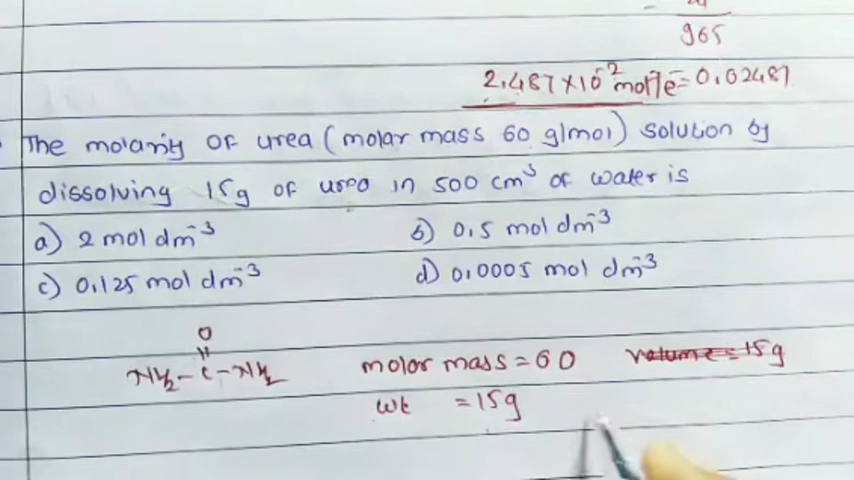 965
2.487×10⁻² mol/e⁻=0.02487
The molarity of urea (molar mass 60 g/mol) solution by
dissolving 15g of urea in 500 cm³ of water is
a) 2 mol dm⁻³ b) 0.5 mol dm⁻³
c) 0.125 mol dm⁻³ d) 0.0005 mol dm⁻³
O
NH₂-C-NH₂ molar mass = 60 volume = 15g
wt = 15g